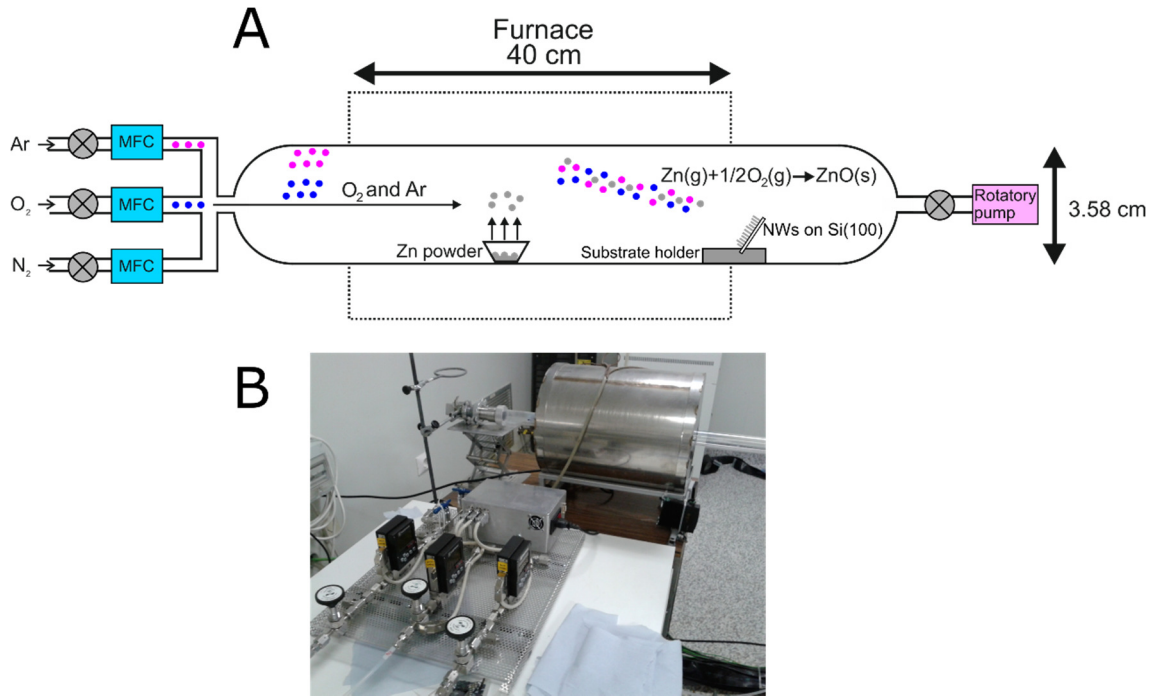 A
Furnace
40 cm
Ar
MFC
O₂
MFC
N₂
MFC
O₂ and Ar
Zn powder
Zn(g)+1/2O₂(g)→ZnO(s)
NWs on Si(100)
Substrate holder
Rotatory
pump
3.58 cm
B